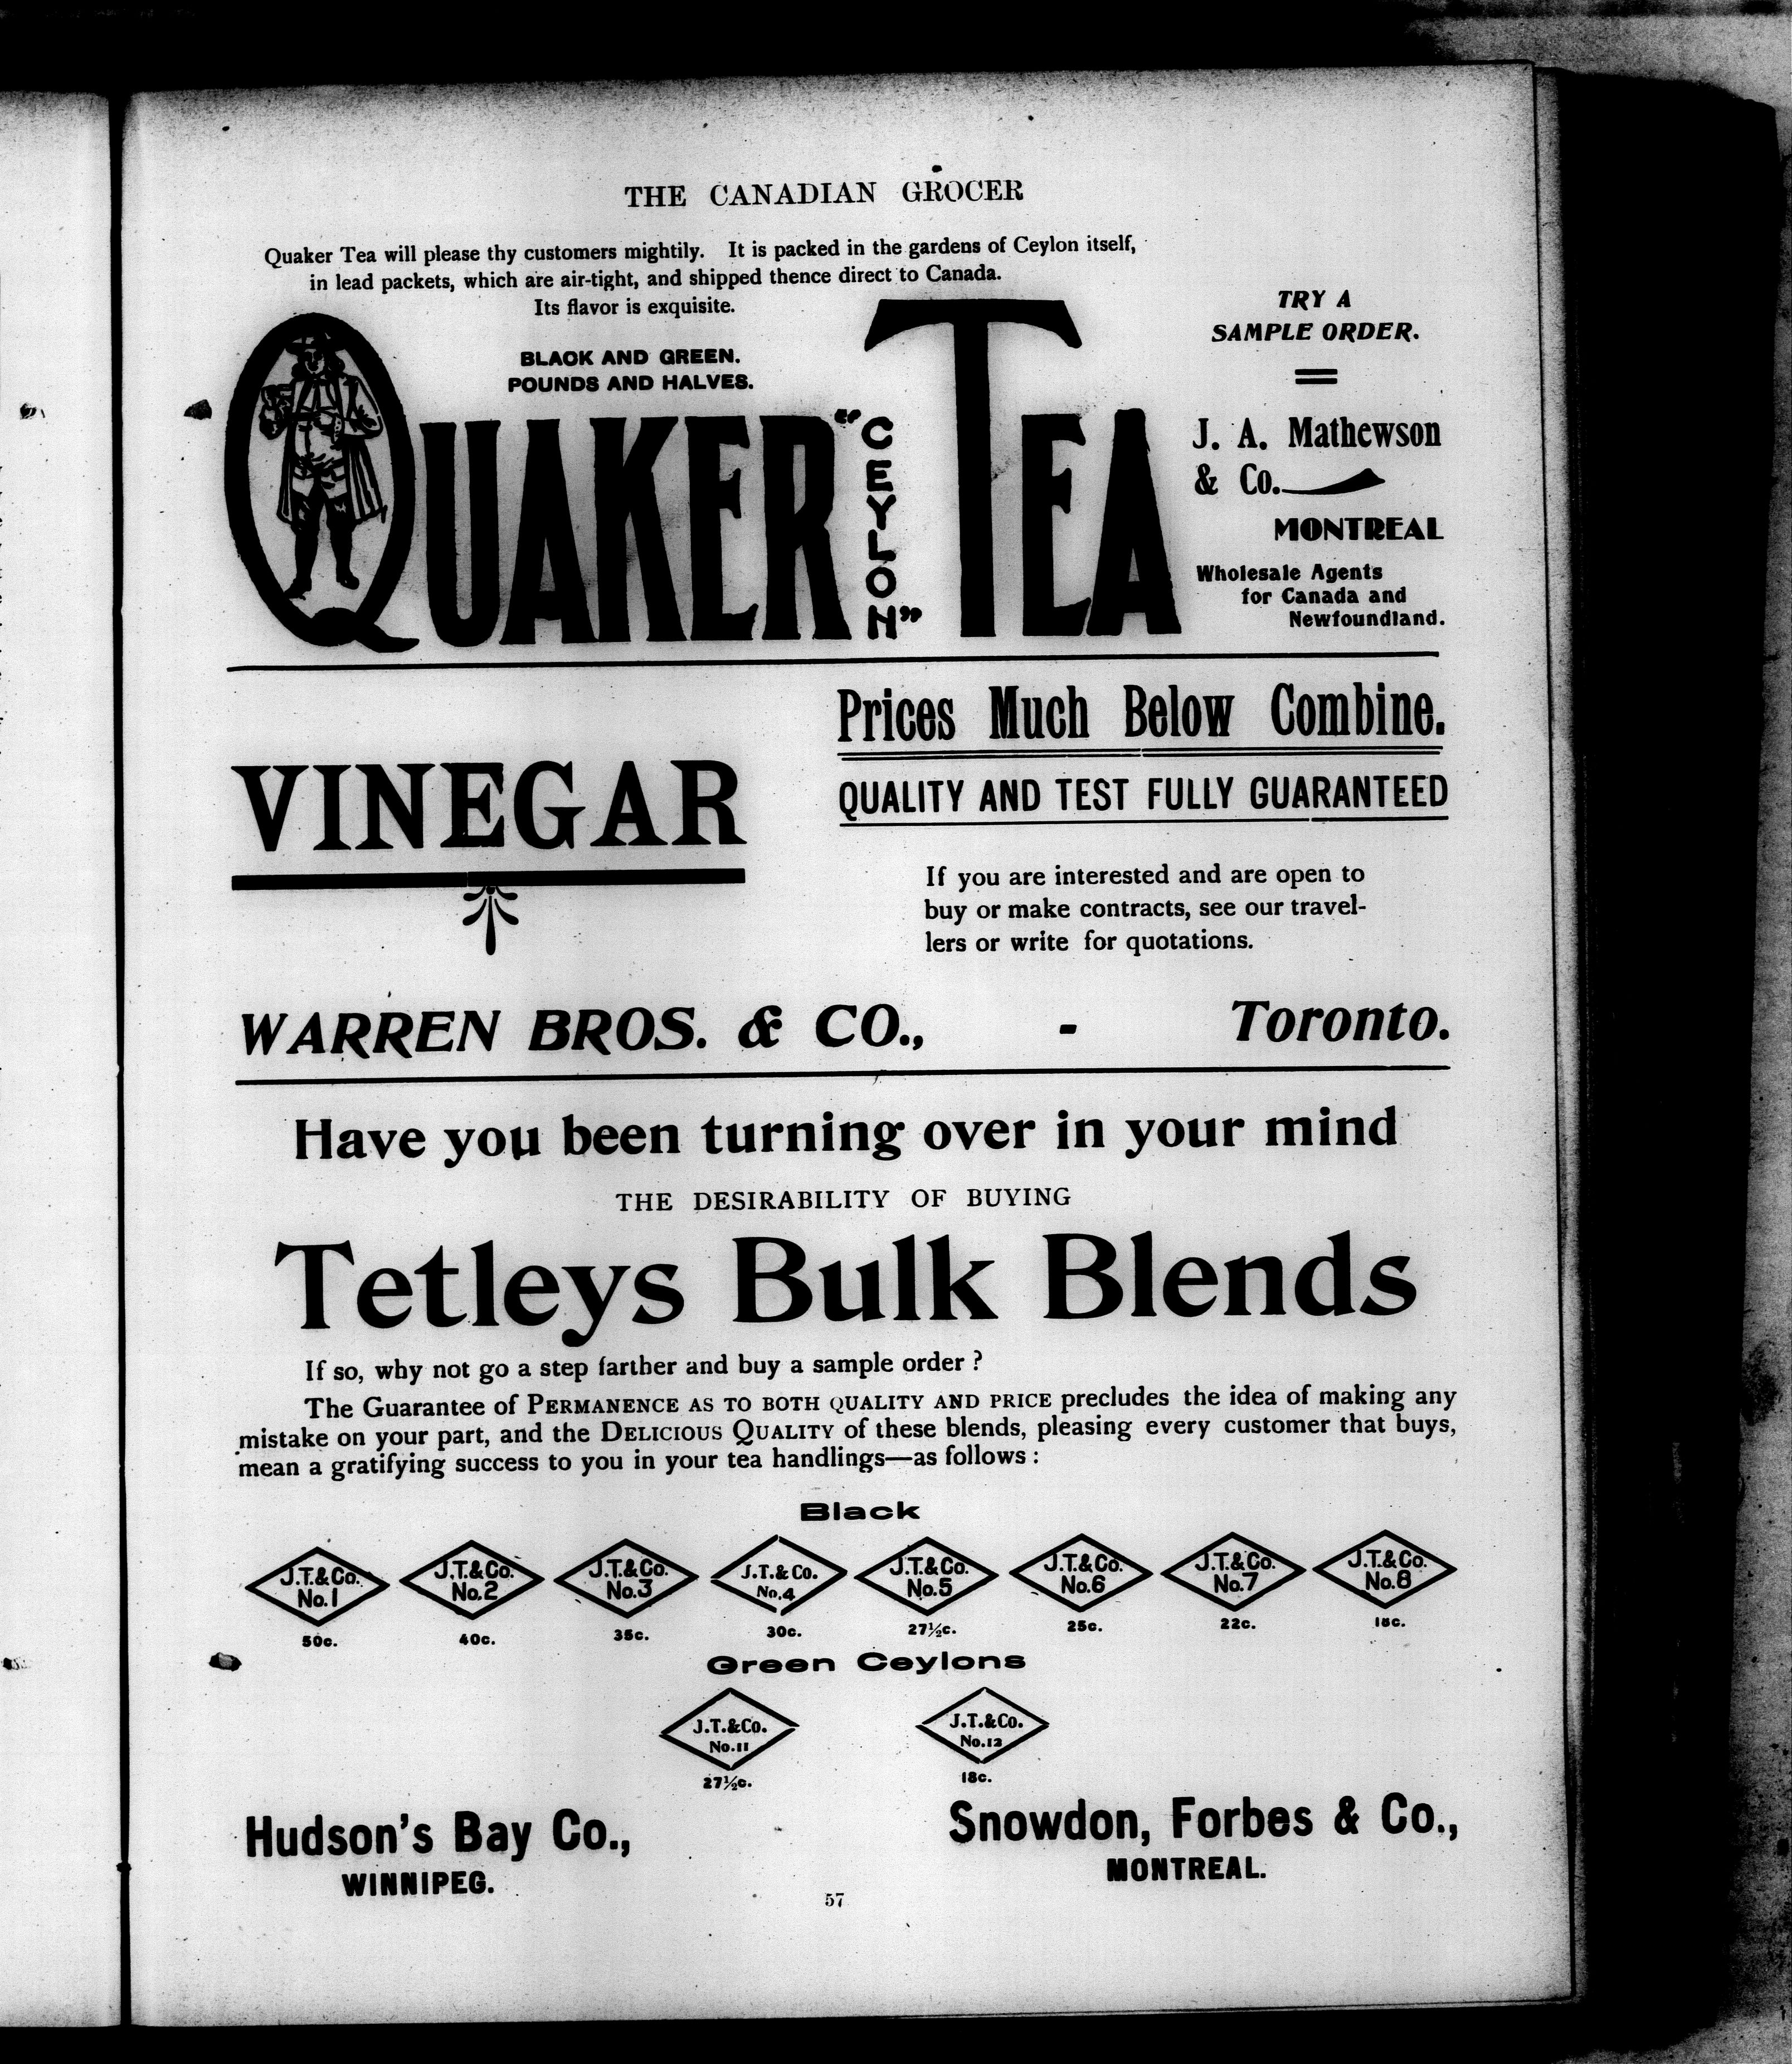 THE CANADIAN GROCER
Quaker Tea will please thy customers mightily. It is packed in the gardens of Ceylon itself,
in lead packets, which are air-tight, and shipped thence direct to Canada.
Its flavor is exquisite.
BLACK AND GREEN.
POUNDS AND HALVES.
QUAKER "CEYLON" TEA
TRY A
SAMPLE ORDER.
J. A. Mathewson
& Co.
MONTREAL
Wholesale Agents
for Canada and
Newfoundland.
VINEGAR
Prices Much Below Combine.
QUALITY AND TEST FULLY GUARANTEED
If you are interested and are open to
buy or make contracts, see our travel-
lers or write for quotations.
WARREN BROS. & CO., - Toronto.
Have you been turning over in your mind
THE DESIRABILITY OF BUYING
Tetleys Bulk Blends
If so, why not go a step farther and buy a sample order ?
The Guarantee of PERMANENCE AS TO BOTH QUALITY AND PRICE precludes the idea of making any
mistake on your part, and the DELICIOUS QUALITY of these blends, pleasing every customer that buys,
mean a gratifying success to you in your tea handlings—as follows :
Black
J.T.&Co. J.T.&Co. J.T.&Co. J.T.&Co. J.T.&Co. J.T.&Co. J.T.&Co. J.T.&Co.
No.1 No.2 No.3 No.4 No.5 No.6 No.7 No.8
50c. 40c. 35c. 30c. 27½c. 25c. 22c. 18c.
Green Ceylons
J.T.&Co. J.T.&Co.
No.11 No.12
27½c. 18c.
Hudson's Bay Co.,
WINNIPEG.
Snowdon, Forbes & Co.,
MONTREAL.
57